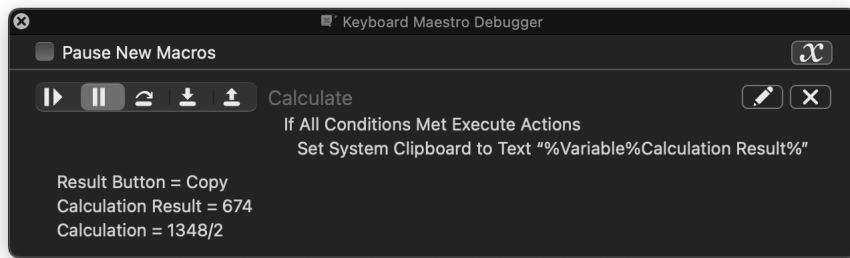 Keyboard Maestro Debugger
Pause New Macros
x
Calculate
If All Conditions Met Execute Actions
Set System Clipboard to Text “%Variable%Calculation Result%”
Result Button = Copy
Calculation Result = 674
Calculation = 1348/2